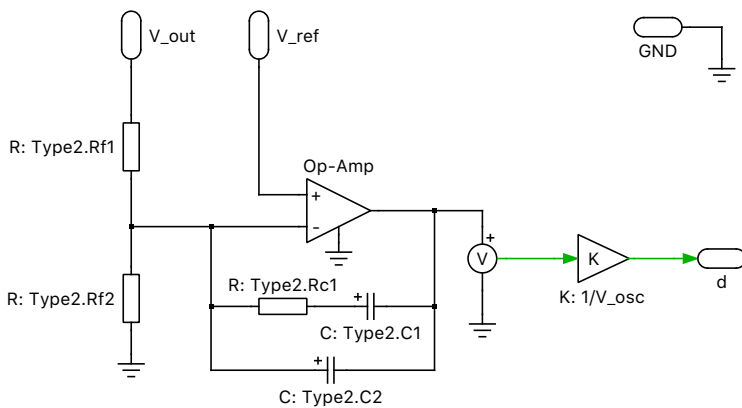 V_out
V_ref
GND
R: Type2.Rf1
Op-Amp
+
-
+
V
K
K: 1/V_osc
d
R: Type2.Rf2
R: Type2.Rc1
+
C: Type2.C1
+
C: Type2.C2